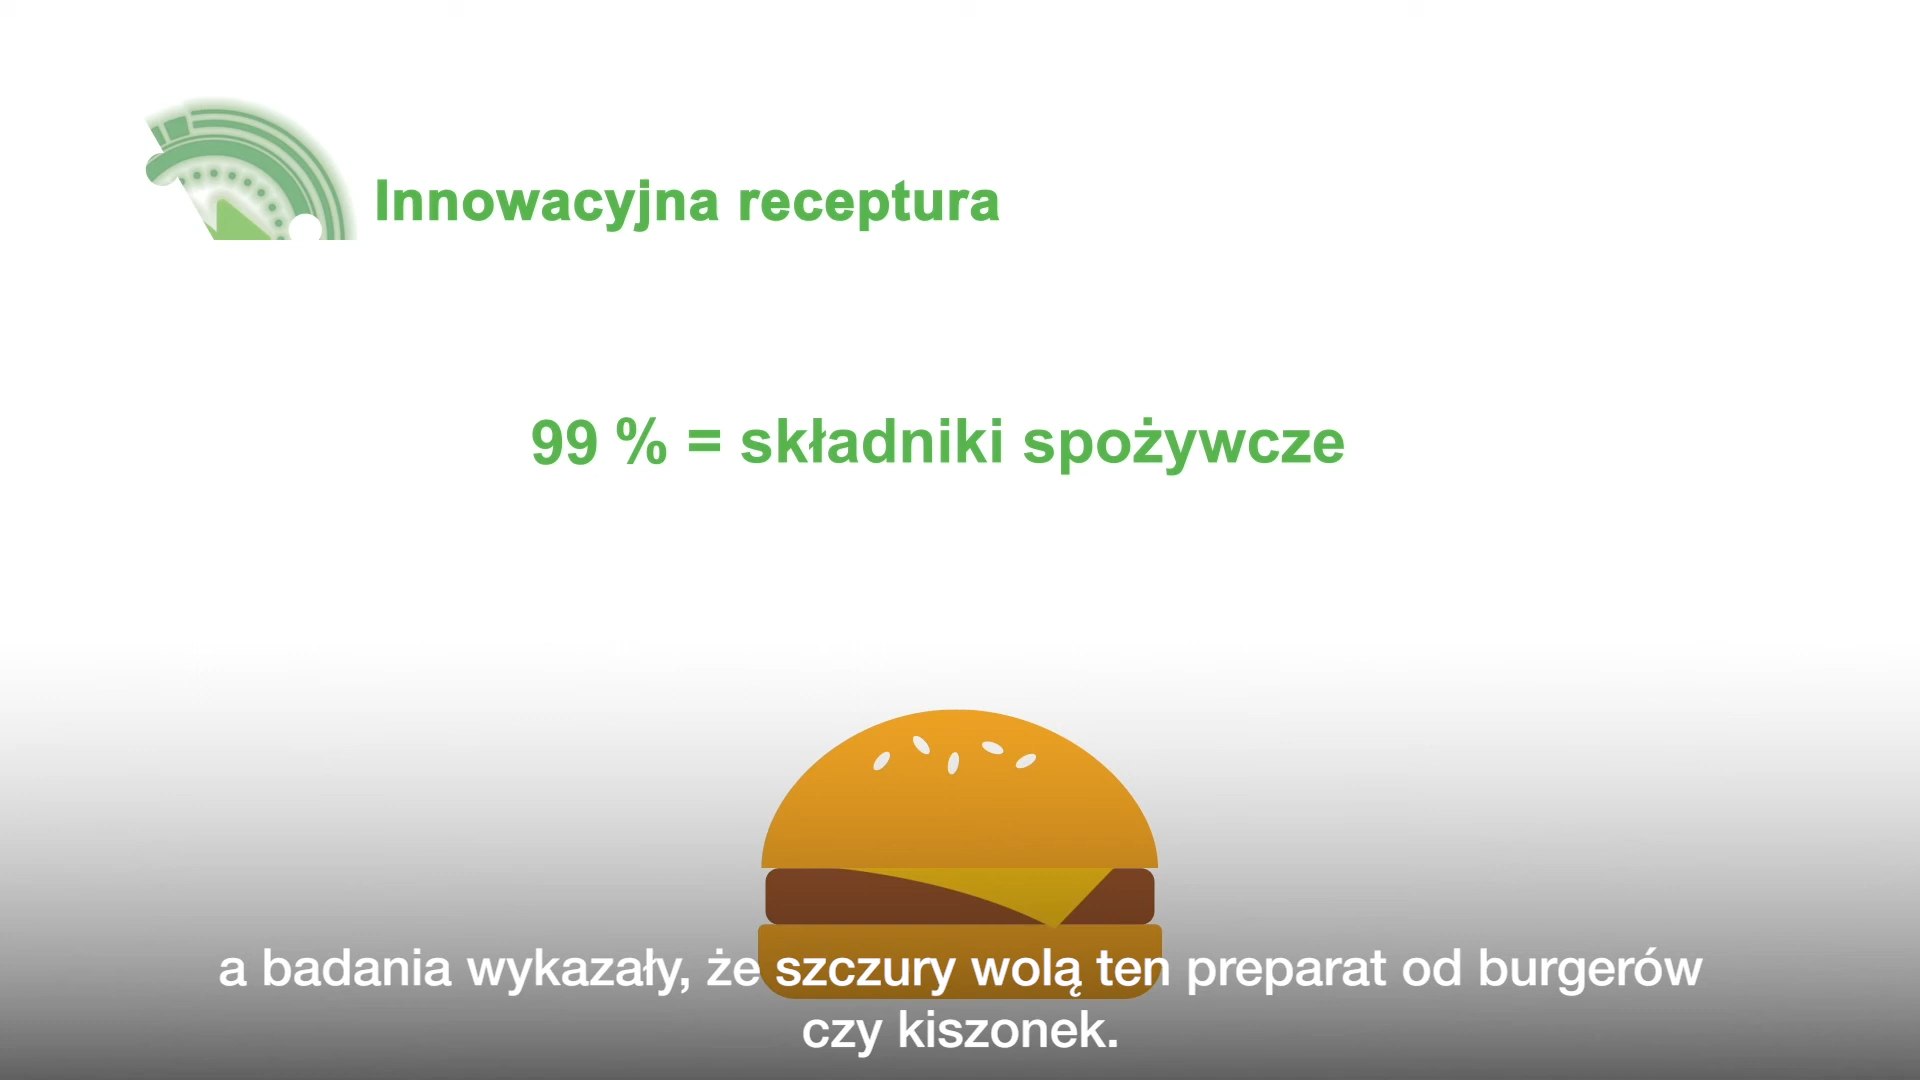 Innowacyjna receptura
99 % = składniki spożywcze
a badania wykazały, że szczury wolą ten preparat od burgerów
czy kiszonek.